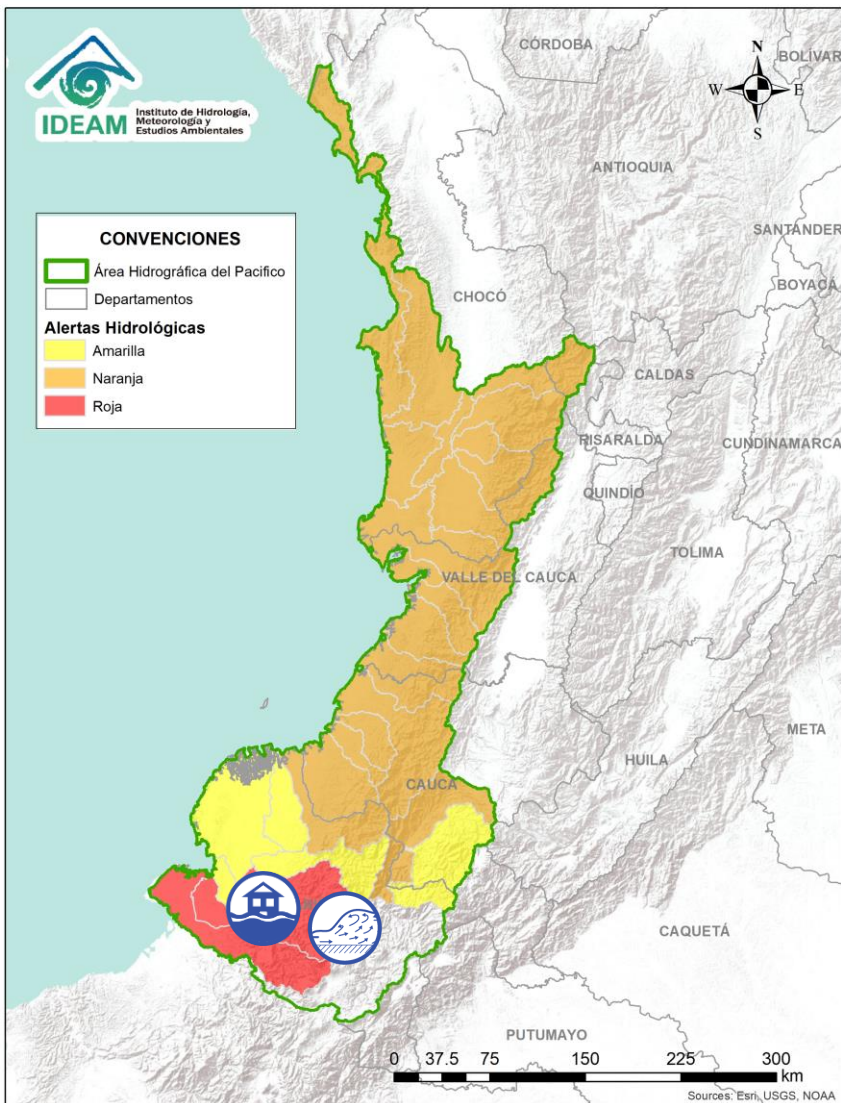 IDEAM
Instituto de Hidrología,
Meteorología y
Estudios Ambientales
CÓRDOBA
BOLÍVAR
N
W E
S
ANTIOQUIA
SANTANDER
BOYACÁ
CONVENCIONES
Área Hidrográfica del Pacifico
Departamentos
Alertas Hidrológicas
Amarilla
Naranja
Roja
CHOCÓ
CALDAS
RISARALDA
CUNDINAMARCA
QUINDÍO
TOLIMA
VALLE DEL CAUCA
META
HUILA
CAUCA
CAQUETÁ
PUTUMAYO
0 37.5 75 150 225 300
km
Sources: Esri, USGS, NOAA